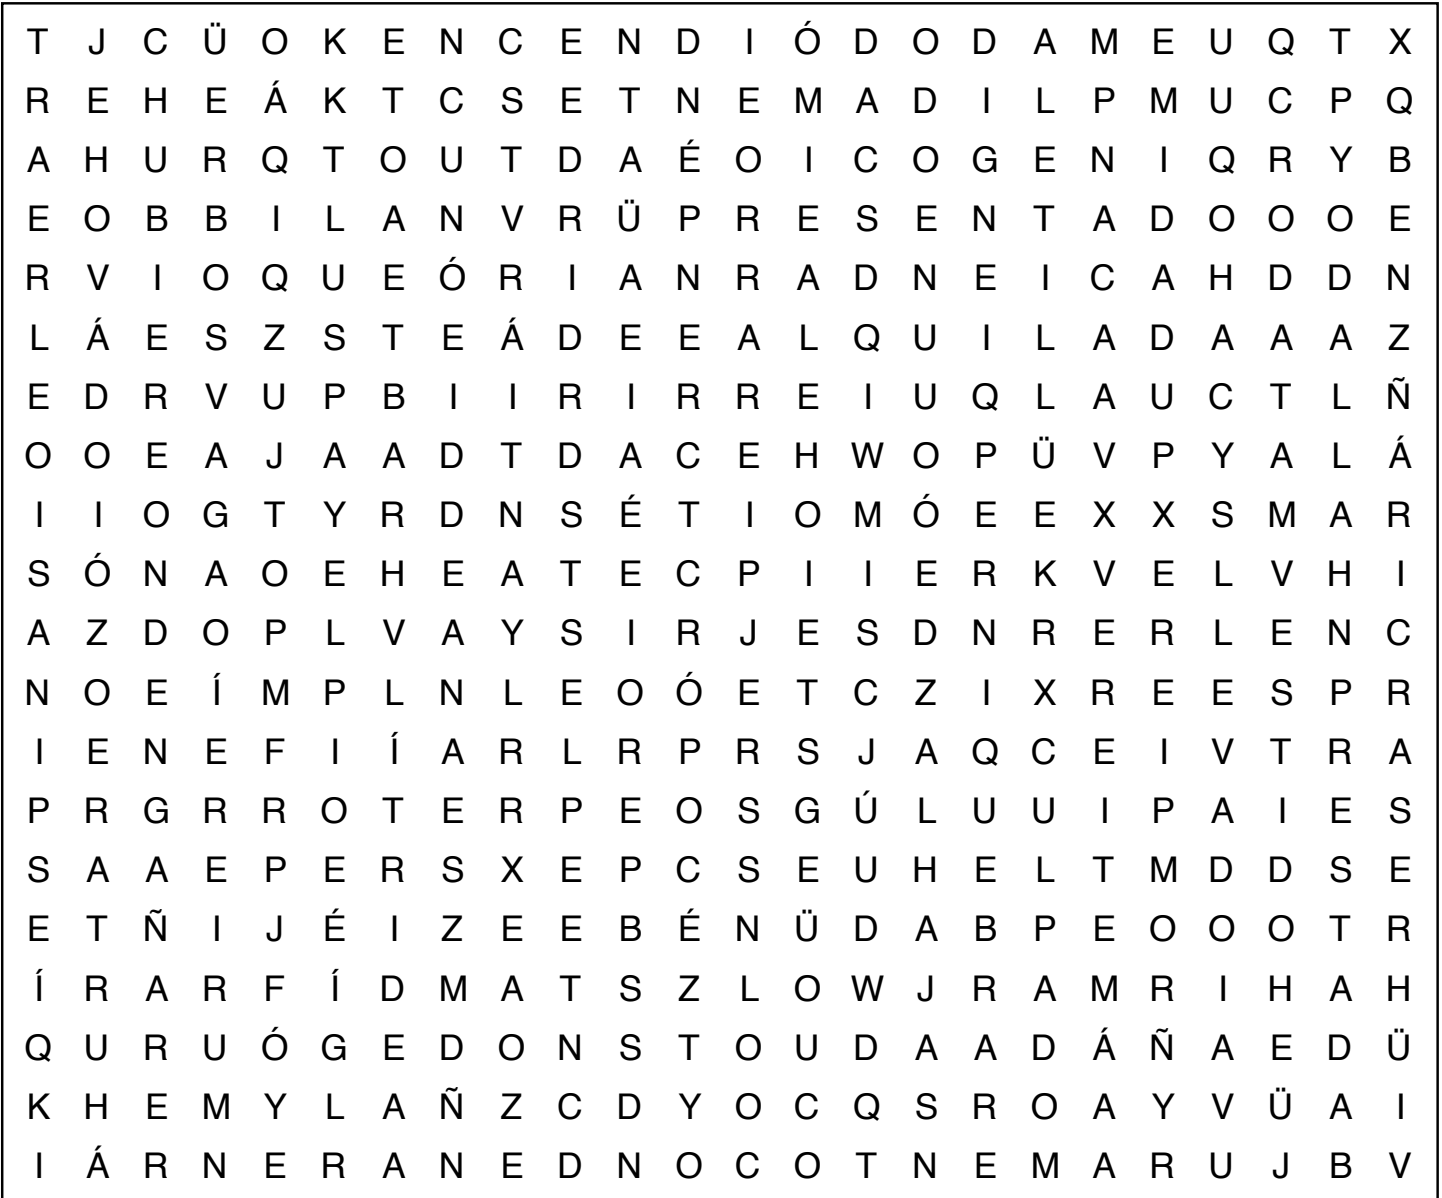 T J C Ü O K E N C E N D I Ó D O D A M E U Q T X
R E H E Á K T C S E T N E M A D I L P M U C P Q
A H U R Q T O U T D A É O I C O G E N I Q R Y B
E O B B I L A N V R Ü P R E S E N T A D O O O E
R V I O Q U E Ó R I A N R A D N E I C A H D D N
L Á E S Z S T E Á D E E A L Q U I L A D A A A Z
E D R V U P B I I R I R R E I U Q L A U C T L Ñ
O O E A J A A D T D A C E H W O P Ü V P Y A L Á
I I O G T Y R D N S É T I O M Ó E E X X S M A R
S Ó N A O E H E A T E C P I I E R K V E L V H I
A Z D O P L V A Y S I R J E S D N R E R L E N C
N O E Í M P L N L E O Ó E T C Z I X R E E S P R
I E N E F I Í A R L R P R S J A Q C E I V T R A
P R G R R O T E R P E O S G Ú L U U I P A I E S
S A A E P E R S X E P C S E U H E L T M D D S E
E T Ñ I J É I Z E E B É N Ü D A B P E O O O T R
Í R A R F Í D M A T S Z L O W J R A M R I H A H
Q U R U Ó G E D O N S T O U D A A D Á Ñ A E D Ü
K H E M Y L A Ñ Z C D Y O C Q S R O A Y V Ü A I
I Á R N E R A N E D N O C O T N E M A R U J B V